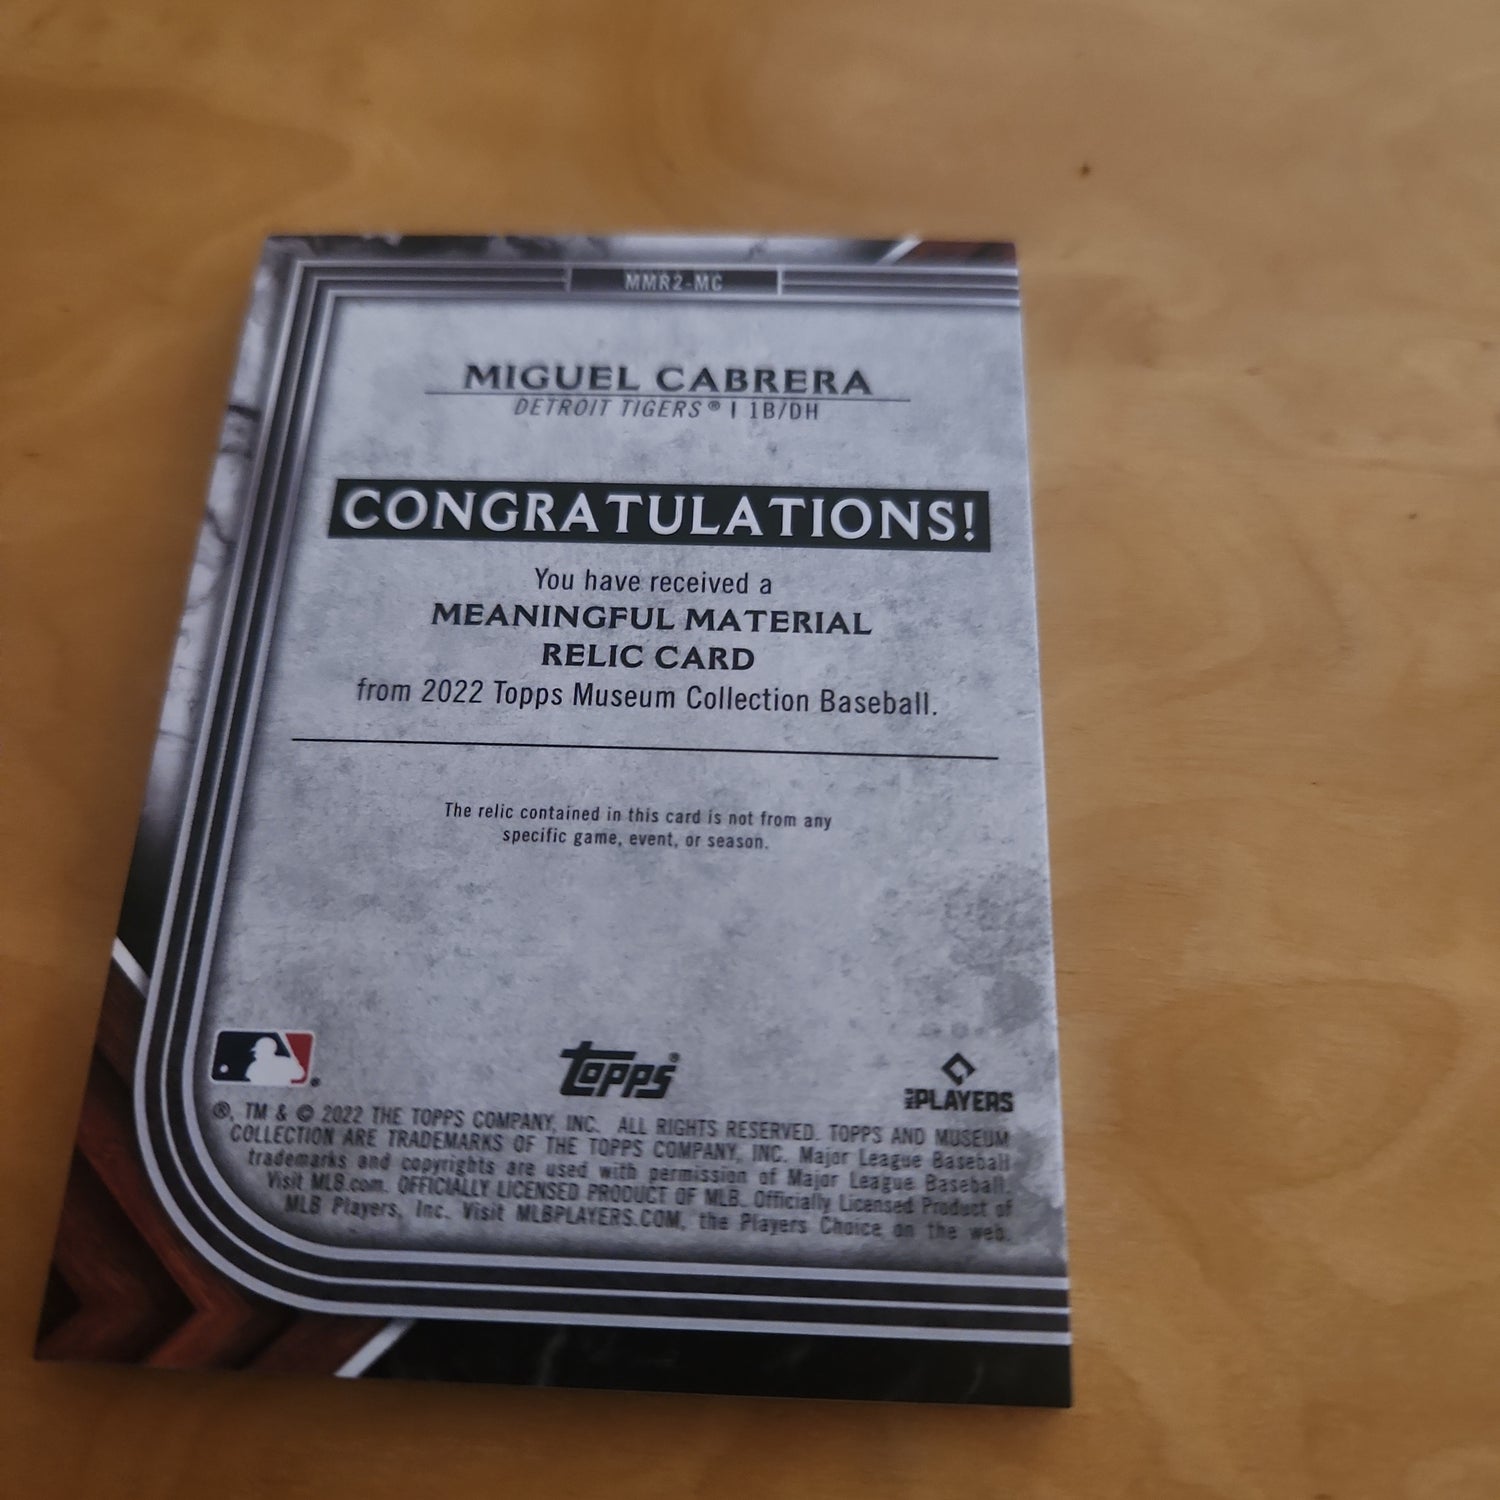 MMR2-MC
MIGUEL CABRERA
DETROIT TIGERS® | 1B/DH
CONGRATULATIONS!
You have received a
MEANINGFUL MATERIAL
RELIC CARD
from 2022 Topps Museum Collection Baseball.
The relic contained in this card is not from any
specific game, event, or season.
topps®
MLB PLAYERS
®, TM & © 2022 THE TOPPS COMPANY, INC. ALL RIGHTS RESERVED. TOPPS AND MUSEUM
COLLECTION ARE TRADEMARKS OF THE TOPPS COMPANY, INC. Major League Baseball
trademarks and copyrights are used with permission of Major League Baseball.
Visit MLB.com. OFFICIALLY LICENSED PRODUCT OF MLB. Officially Licensed Product of
MLB Players, Inc. Visit MLBPLAYERS.COM, the Players Choice on the web.